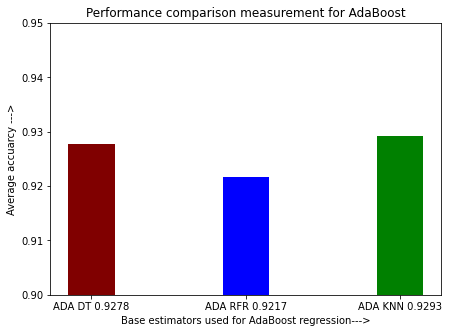 Performance comparison measurement for AdaBoost
0.95
0.94
0.93
0.92
0.91
0.90
Average accuarcy --->
ADA DT 0.9278
ADA RFR 0.9217
ADA KNN 0.9293
Base estimators used for AdaBoost regression--->